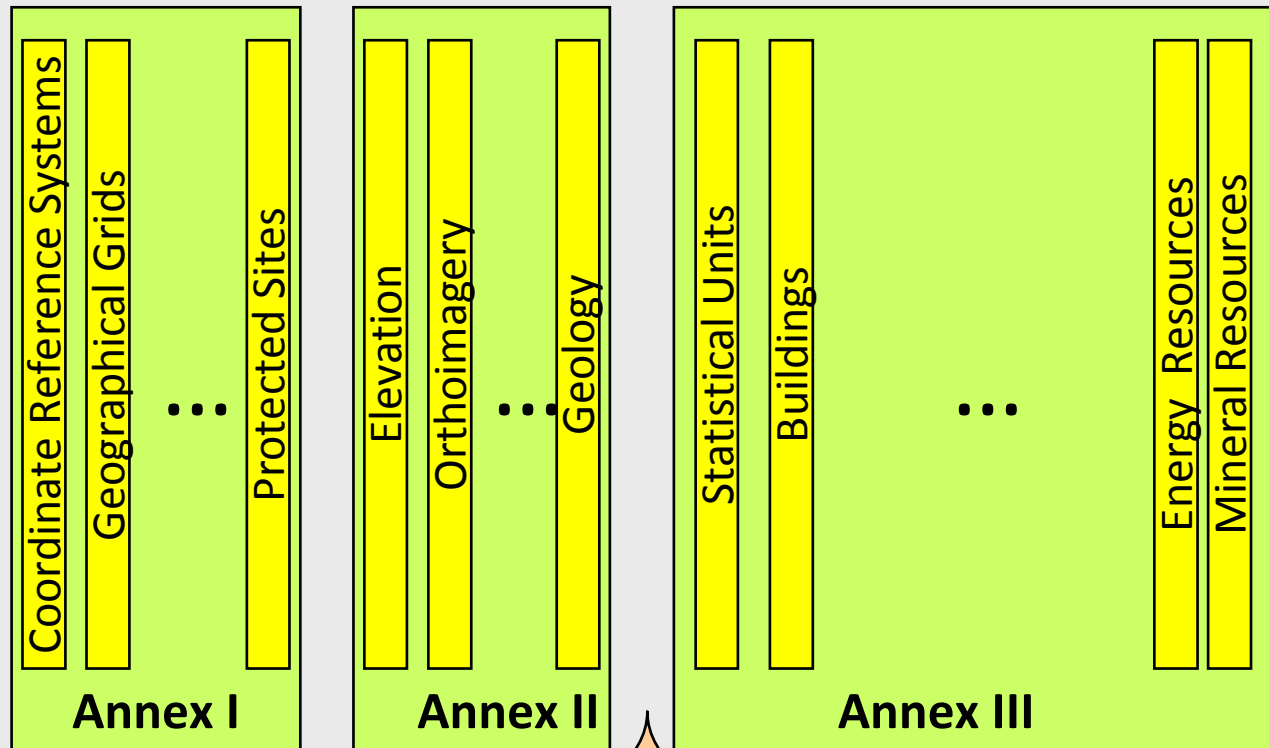 Coordinate Reference Systems
Geographical Grids
...
Protected Sites
Annex I
Elevation
Orthoimagery
...
Geology
Annex II
Statistical Units
Buildings
...
Energy Resources
Mineral Resources
Annex III